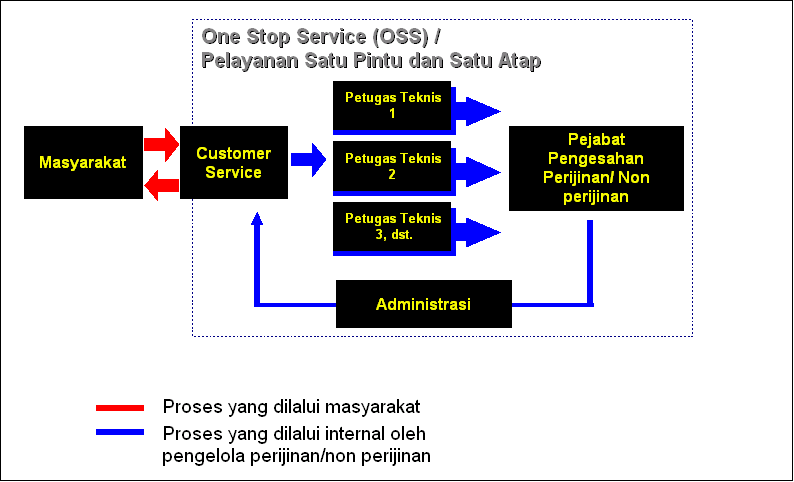 One Stop Service (OSS) /
Pelayanan Satu Pintu dan Satu Atap
Masyarakat
Customer
Service
Petugas Teknis
1
Petugas Teknis
2
Petugas Teknis
3, dst.
Pejabat
Pengesahan
Perijinan/ Non
perijinan
Administrasi
Proses yang dilalui masyarakat
Proses yang dilalui internal oleh
pengelola perijinan/non perijinan